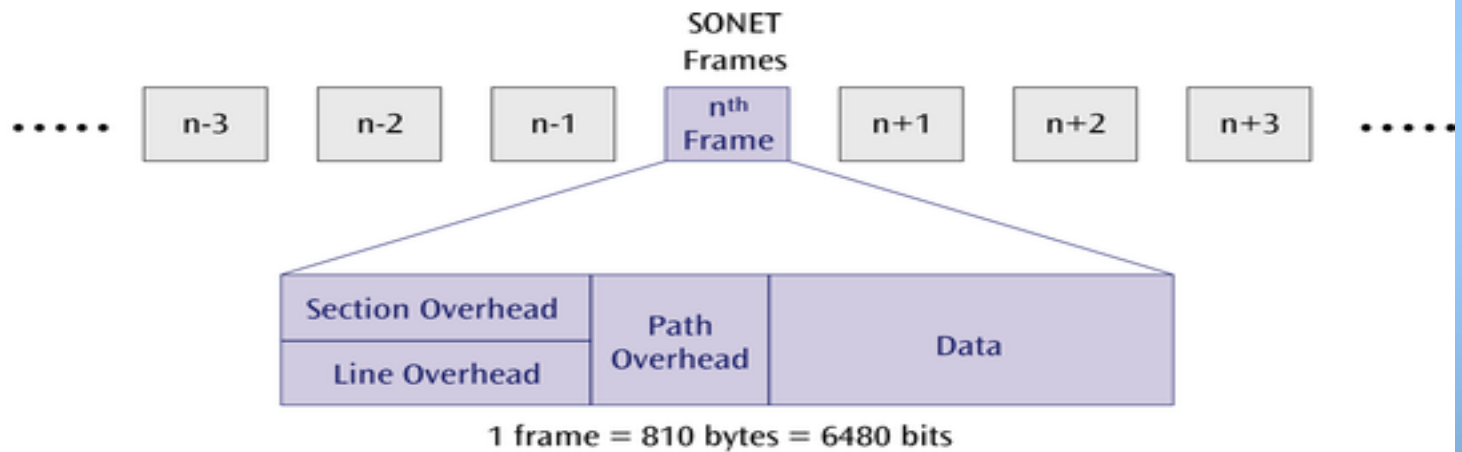 SONET
Frames
n-3
n-2
n-1
nth
Frame
n+1
n+2
n+3
Section Overhead
Line Overhead
Path
Overhead
Data
1 frame = 810 bytes = 6480 bits